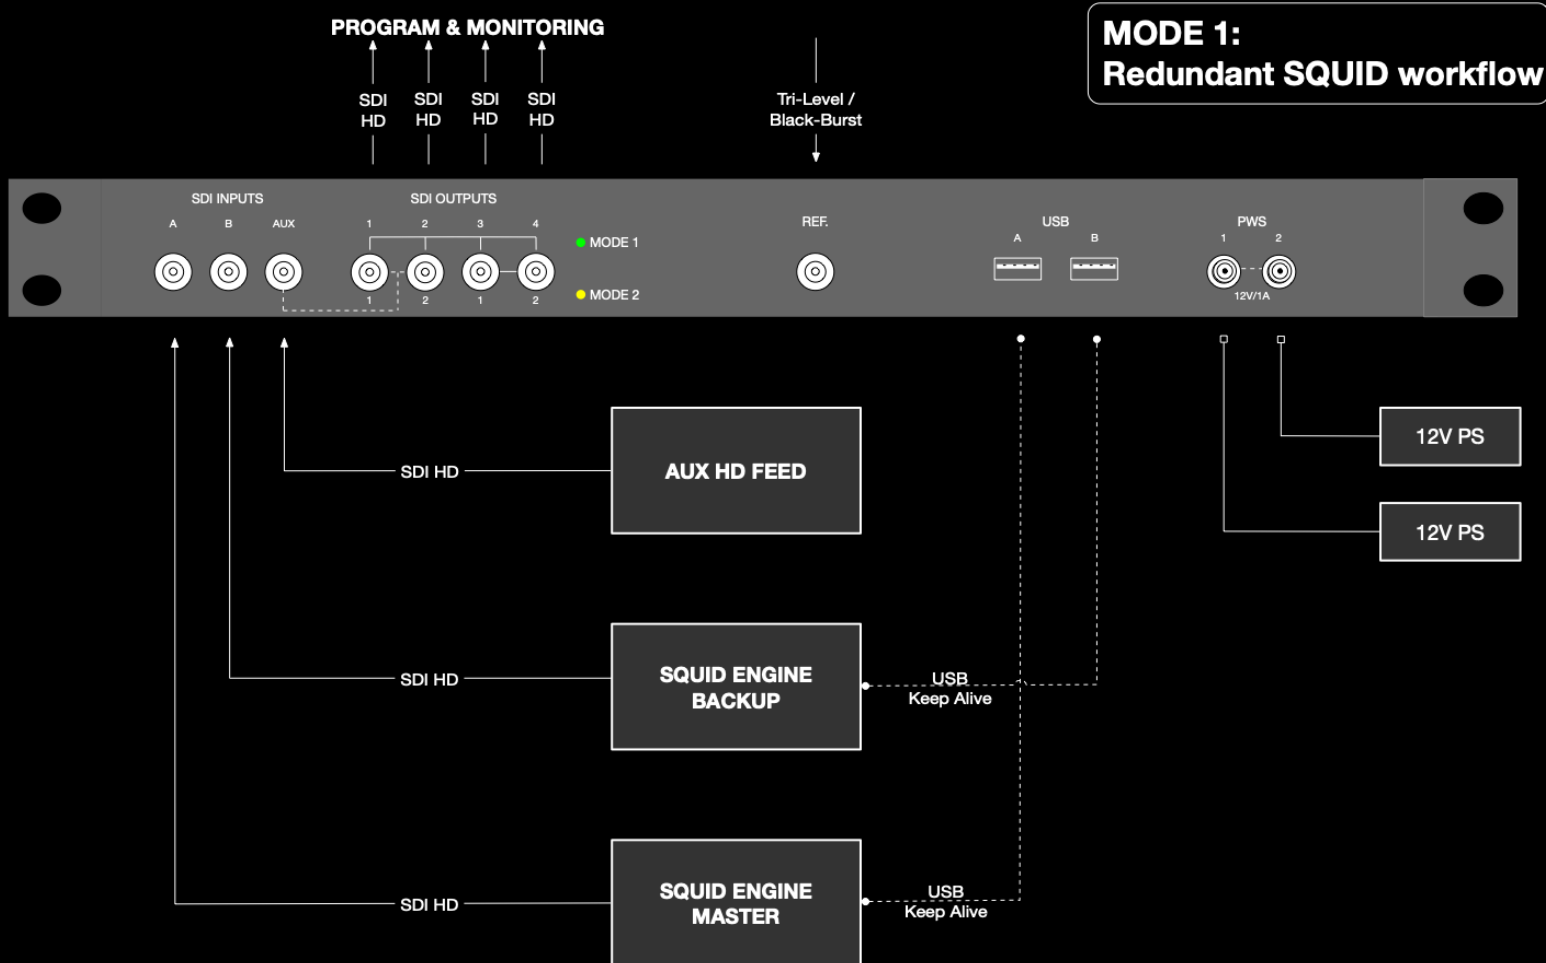 PROGRAM & MONITORING
MODE 1:
Redundant SQUID workflow
SDI
HD
SDI
HD
SDI
HD
SDI
HD
Tri-Level /
Black-Burst
SDI INPUTS
SDI OUTPUTS
A
B
AUX
1
2
3
4
MODE 1
MODE 2
1
2
1
2
REF.
USB
A
B
PWS
1
2
12V/1A
AUX HD FEED
SDI HD
12V PS
12V PS
SQUID ENGINE
BACKUP
SDI HD
USB
Keep Alive
SQUID ENGINE
MASTER
SDI HD
USB
Keep Alive